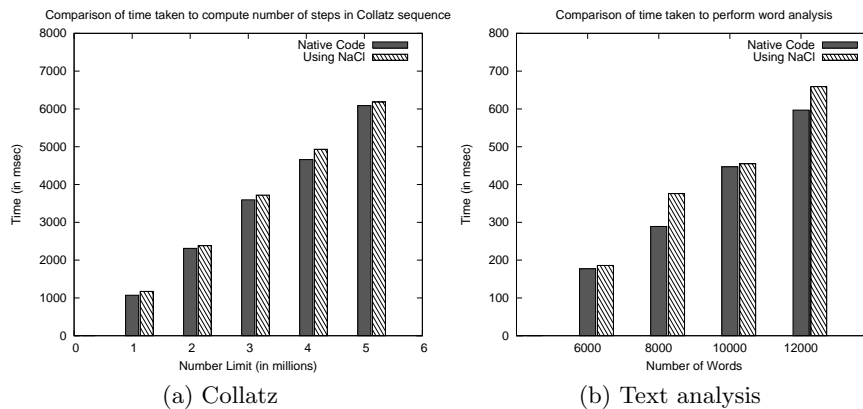 Comparison of time taken to compute number of steps in Collatz sequence
8000
7000
6000
5000
4000
3000
2000
1000
0
Time (in msec)
Native Code
Using NaCl
0 1 2 3 4 5 6
Number Limit (in millions)
(a) Collatz
Comparison of time taken to perform word analysis
800
700
600
500
400
300
200
100
0
Time (in msec)
Native Code
Using NaCl
6000 8000 10000 12000
Number of Words
(b) Text analysis